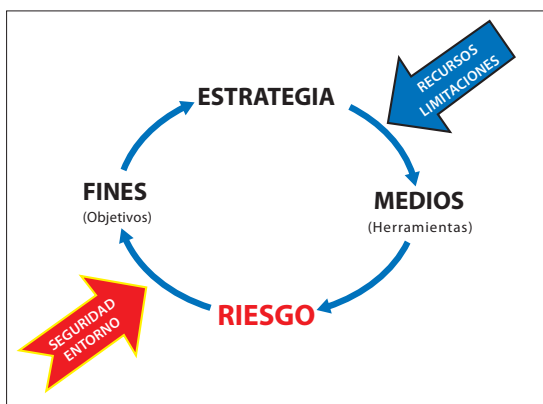 ESTRATEGIA
RECURSOS
LIMITACIONES
FINES
(Objetivos)
MEDIOS
(Herramientas)
RIESGO
SEGURIDAD
ENTORNO